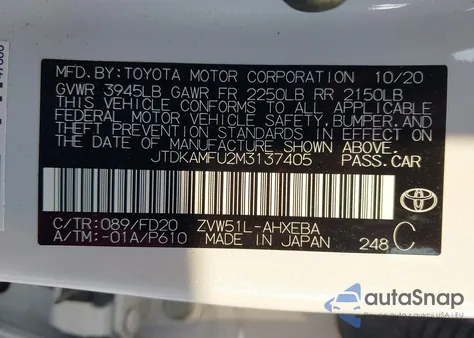 MFD.BY:TOYOTA MOTOR CORPORATION 10/20
GVWR 3945LB GAWR FR 2250LB RR 2150LB
THIS VEHICLE CONFORMS TO ALL APPLICABLE
FEDERAL MOTOR VEHICLE SAFETY,BUMPER,AND
THEFT PREVENTION STANDARDS IN EFFECT ON
THE DATE OF MANUFACTURE SHOWN ABOVE.
JTDKAMFU2M3137405 PASS.CAR
C/TR:089/FD20 ZVW51L-AHXEBA
A/TM:-01A/P610 MADE IN JAPAN 248 C
TOYOTA
autoSnap